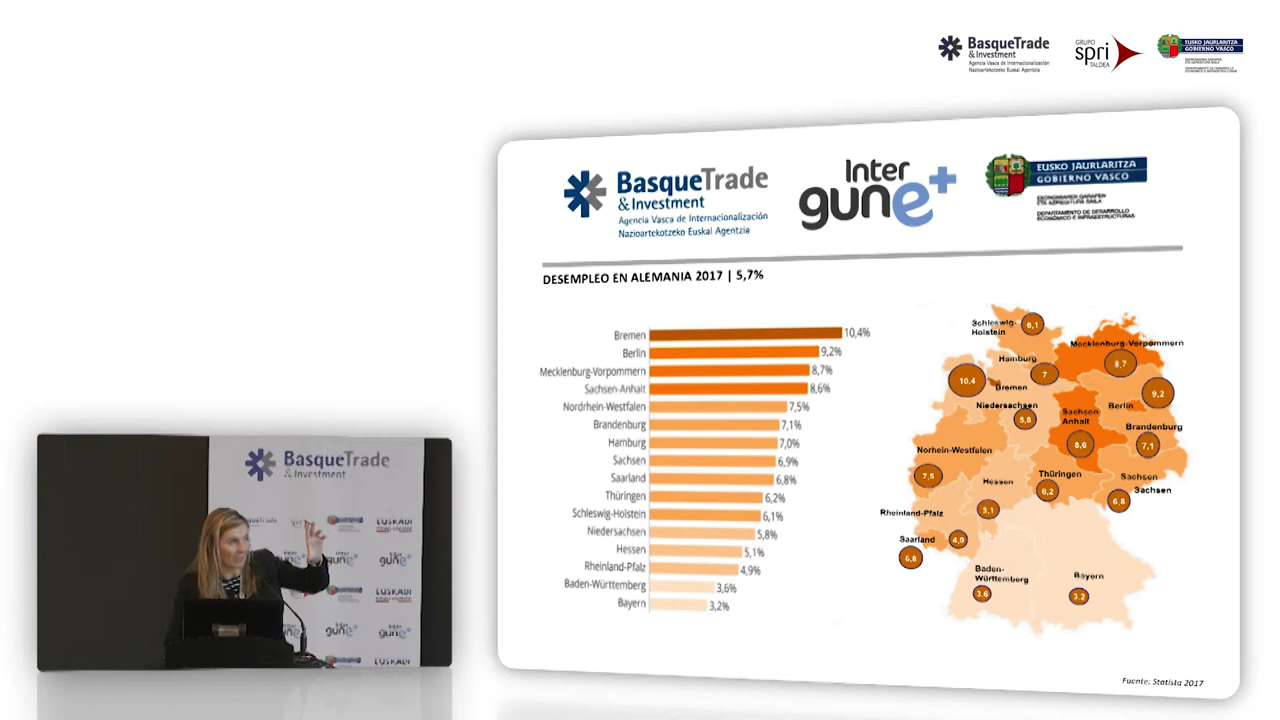 BasqueTrade
& Investment
Agencia Vasca de Internacionalización
Nazioartekotzeko Euskal Agentzia
GRUPO
spri
TALDEA
EUSKO JAURLARITZA
GOBIERNO VASCO
BasqueTrade
& Investment
Agencia Vasca de Internacionalización
Nazioartekotzeko Euskal Agentzia
Inter
gune+
EUSKO JAURLARITZA
GOBIERNO VASCO
EKONOMIAREN GARAPEN
ETA AZPIEGITURA SAILA
DEPARTAMENTO DE DESARROLLO
ECONÓMICO E INFRAESTRUCTURAS
DESEMPLEO EN ALEMANIA 2017 | 5,7%
Bremen 10,4%
Berlin 9,2%
Mecklenburg-Vorpommern 8,7%
Sachsen-Anhalt 8,6%
Nordrhein-Westfalen 7,5%
Brandenburg 7,1%
Hamburg 7,0%
Sachsen 6,9%
Saarland 6,8%
Thüringen 6,2%
Schleswig-Holstein 6,1%
Niedersachsen 5,8%
Hessen 5,1%
Rheinland-Pfalz 4,9%
Baden-Württemberg 3,6%
Bayern 3,2%
Schleswig-
Holstein
6,1
Mecklenburg-Vorpommern
8,7
Hamburg
7
10,4
Bremen
9,2
Berlin
Niedersachsen
5,8
Sachsen
Anhalt
8,6
Brandenburg
7,1
Norhein-Westfalen
7,5
Hessen
5,1
Thüringen
6,2
Sachsen
Sachsen
6,8
Rheinland-Pfalz
4,9
Saarland
6,8
Baden-
Württemberg
3.6
Bayern
3.2
Fuente: Statista 2017
BasqueTrade
& Investment
Inter
gune+
EUSKADI